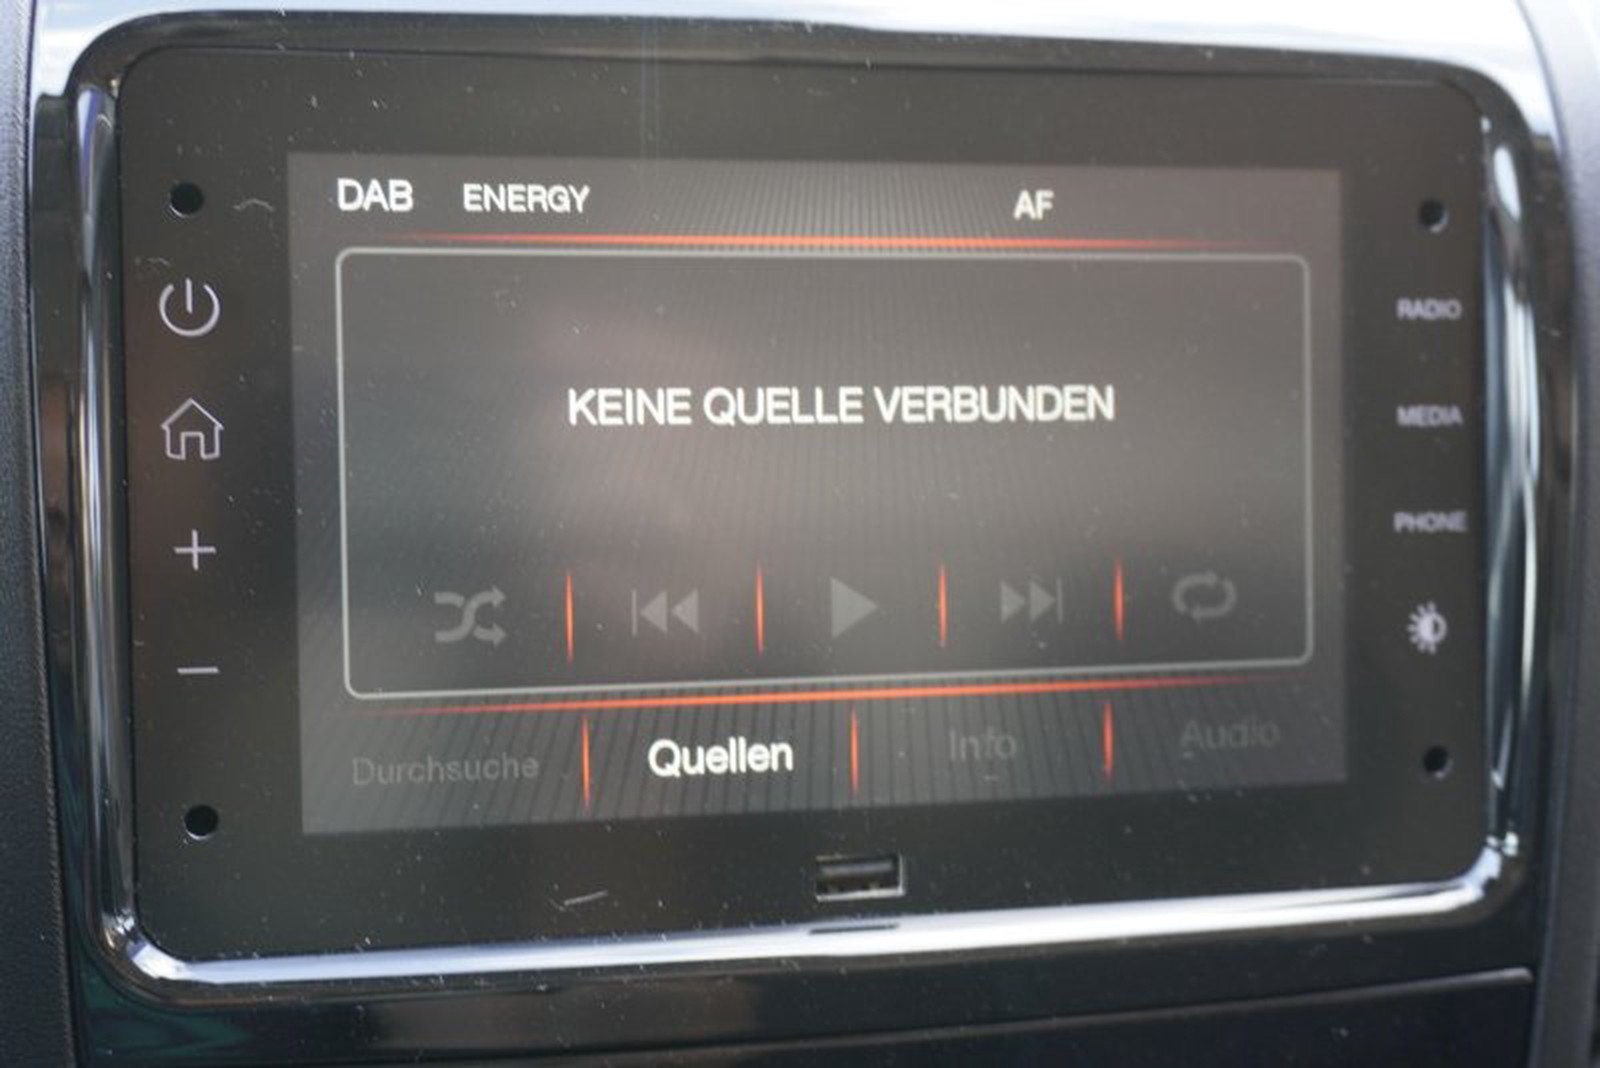 DAB ENERGY AF
RADIO
KEINE QUELLE VERBUNDEN
MEDIA
PHONE
Durchsuche Quellen Info Audio